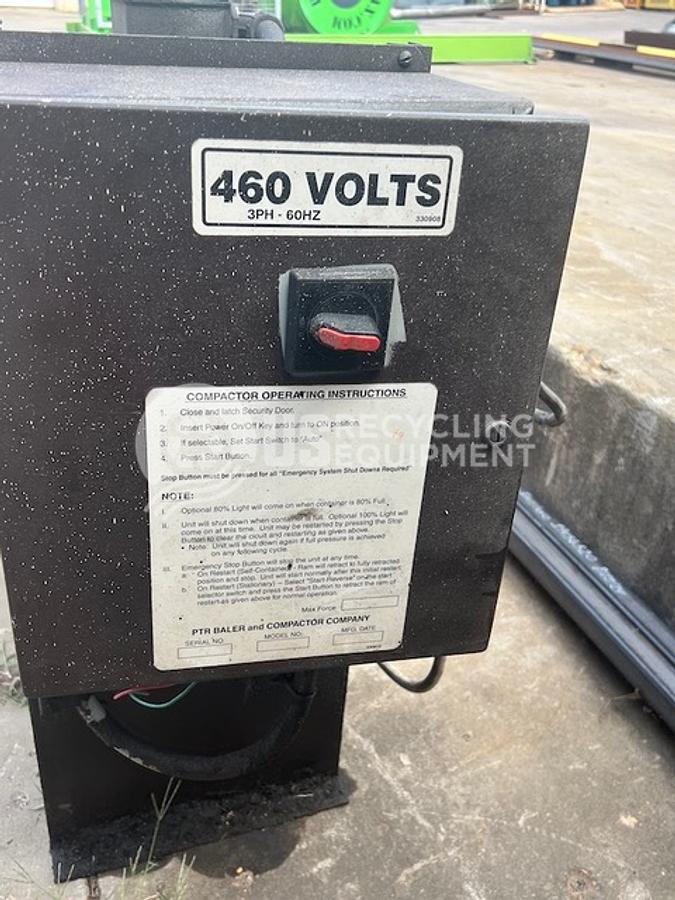 460 VOLTS
3PH - 60HZ
330908
COMPACTOR OPERATING INSTRUCTIONS
1. Close and latch Security Door.
2. Insert Power On/Off Key and turn to ON position.
3. If selectable, Set Start Switch to "Auto"
4. Press Start Button.
Stop Button must be pressed for all "Emergency System Shut Downs Required"
NOTE:
i. Optional 80% Light will come on when container is 80% Full.
ii. Unit will shut down when container is full. Optional 100% Light will
come on at this time. Unit may be restarted by pressing the Stop
Button to clear the cicuit and restarting as given above.
• Note: Unit will shut down again if full pressure is achieved
on any following cycle.
iii. Emergency Stop Button will stop the unit at any time.
a: On Restart (Self-Contained) - Ram will retract to fully retracted
position and stop. Unit will start normally after this initial restart.
b: On Restart (Stationary) – Select "Start-Reverse" on the start
selector switch and press the Start Button to retract the ram of
restart as given above for normal operation.
Max Force:
PTR BALER and COMPACTOR COMPANY
SERIAL NO: MODEL NO: MFG. DATE
US RECYCLING
EQUIPMENT